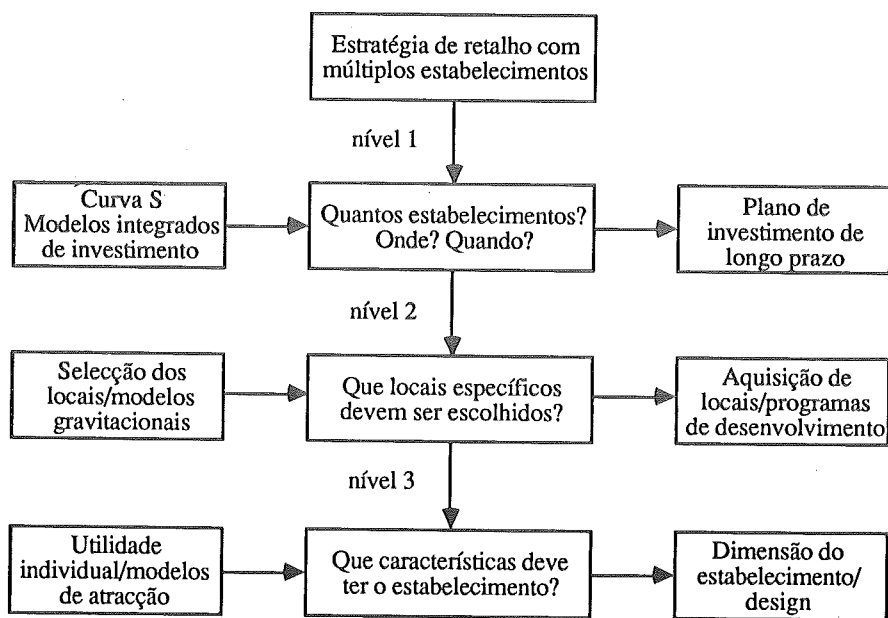 Estratégia de retalho com
múltiplos estabelecimentos
nível 1
Curva S
Modelos integrados
de investimento
Quantos estabelecimentos?
Onde? Quando?
Plano de
investimento de
longo prazo
nível 2
Selecção dos
locais/modelos
gravitacionais
Que locais específicos
devem ser escolhidos?
Aquisição de
locais/programas
de desenvolvimento
nível 3
Utilidade
individual/modelos
de atracção
Que características deve
ter o estabelecimento?
Dimensão do
estabelecimento/
design